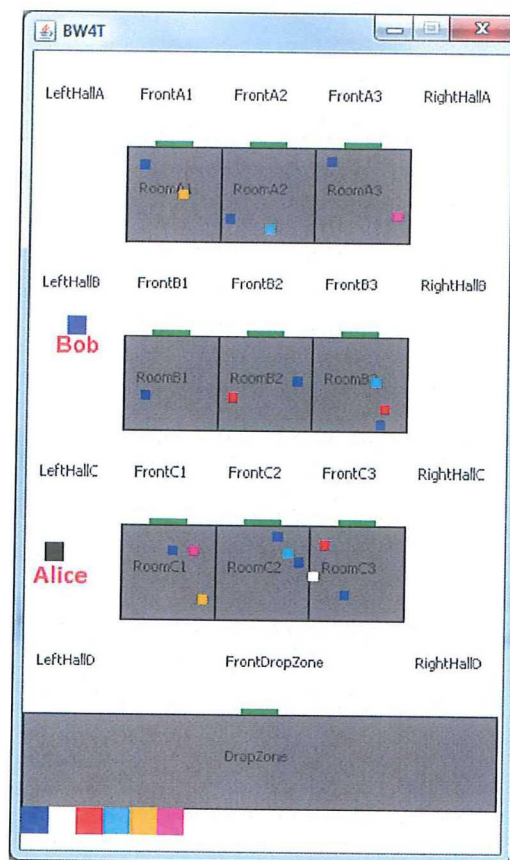 BW4T
LeftHallA FrontA1 FrontA2 FrontA3 RightHallA
RoomA1 RoomA2 RoomA3
LeftHallB FrontB1 FrontB2 FrontB3 RightHallB
Bob
RoomB1 RoomB2 RoomB3
LeftHallC FrontC1 FrontC2 FrontC3 RightHallC
Alice
RoomC1 RoomC2 RoomC3
LeftHallD FrontDropZone RightHallD
DropZone